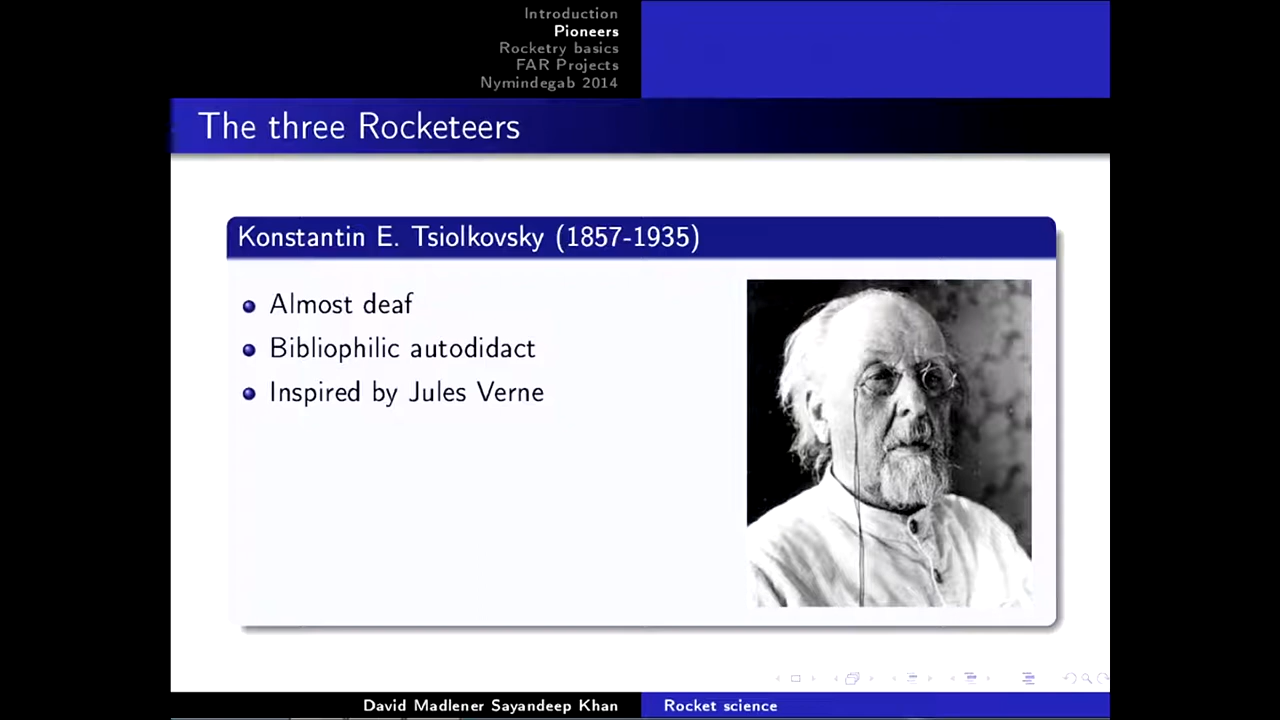 Introduction
Pioneers
Rocketry basics
FAR Projects
Nymindegab 2014
The three Rocketeers
Konstantin E. Tsiolkovsky (1857-1935)
Almost deaf
Bibliophilic autodidact
Inspired by Jules Verne
David Madlener Sayandeep Khan
Rocket science